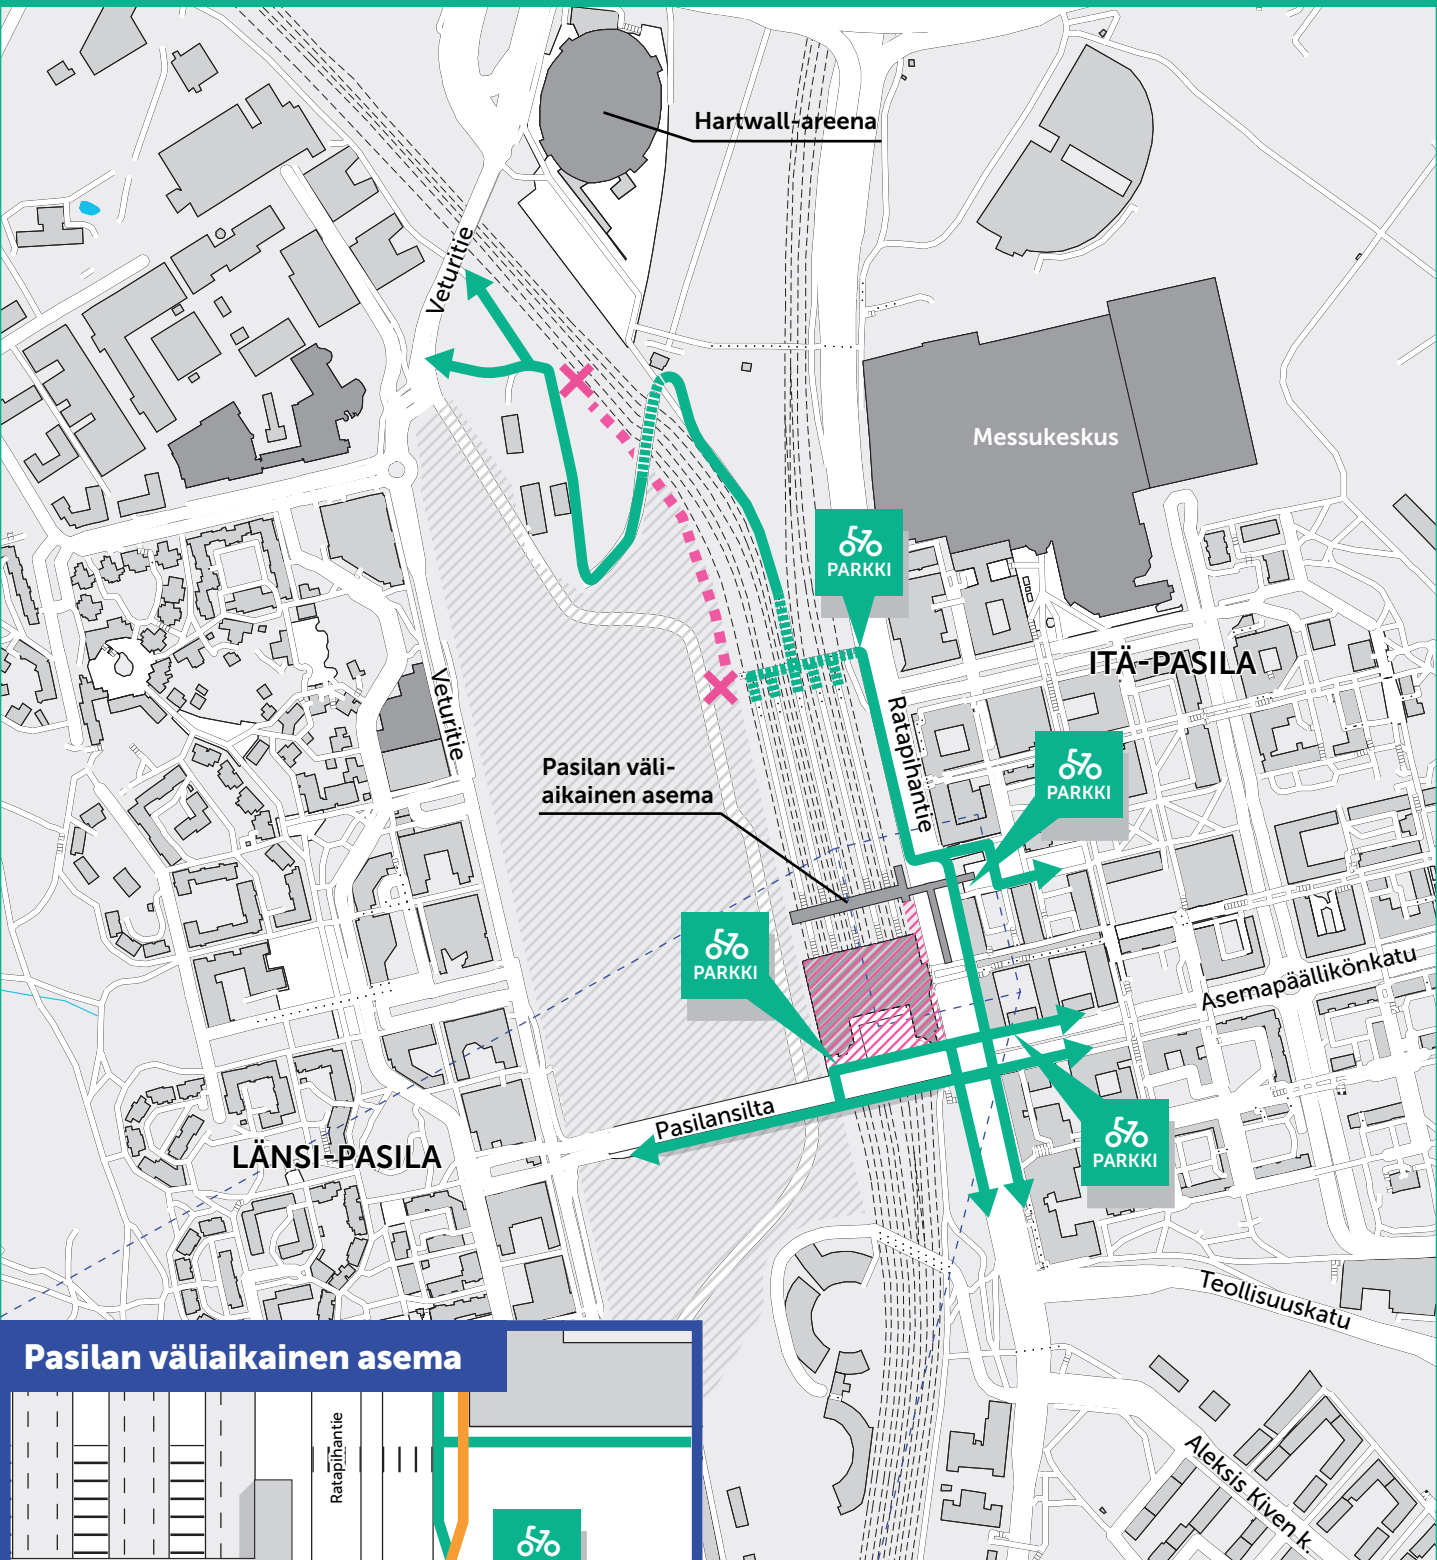 Hartwall-areena
Veturitie
Messukeskus
PARKKI
ITÄ-PASILA
Veturitie
Ratapihantie
Pasilan väli-
aikainen asema
PARKKI
PARKKI
Asemapäällikönkatu
Pasilansilta
LÄNSI-PASILA
PARKKI
Teollisuuskatu
Pasilan väliaikainen asema
Ratapihantie
Aleksis Kiven k.